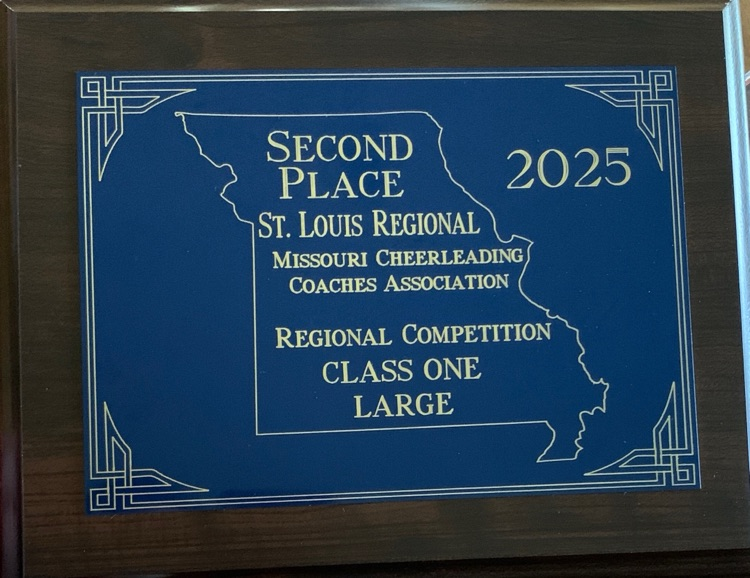 SECOND
PLACE
2025
ST. LOUIS REGIONAL
MISSOURI CHEERLEADING
COACHES ASSOCIATION
REGIONAL COMPETITION
CLASS ONE
LARGE